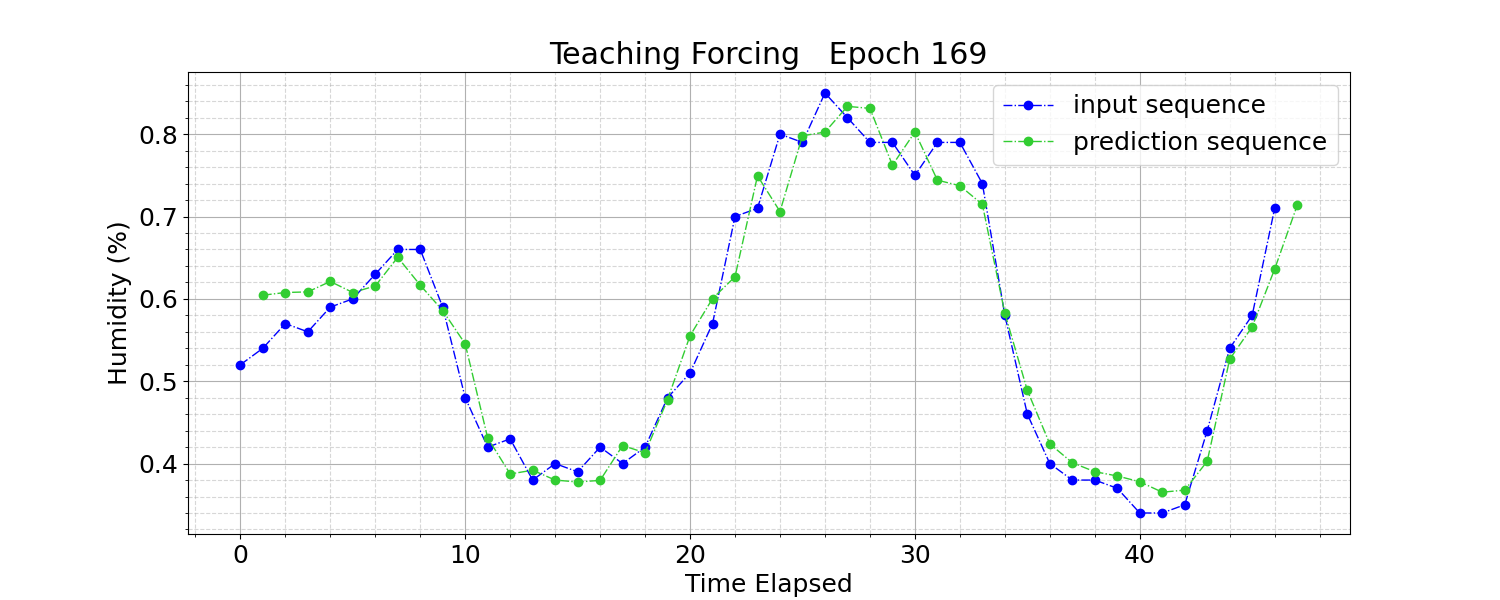 Teaching Forcing   Epoch 169
input sequence
prediction sequence
Humidity (%)
0.8
0.7
0.6
0.5
0.4
0 10 20 30 40
Time Elapsed